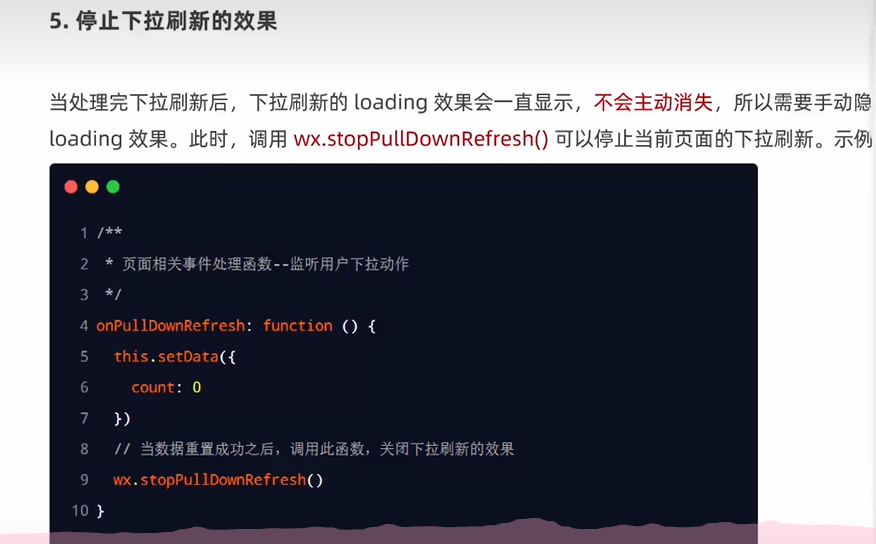 5. 停止下拉刷新的效果
当处理完下拉刷新后，下拉刷新的 loading 效果会一直显示，不会主动消失，所以需要手动隐
loading 效果。此时，调用 wx.stopPullDownRefresh() 可以停止当前页面的下拉刷新。示例
1 /**
2 * 页面相关事件处理函数--监听用户下拉动作
3 */
4 onPullDownRefresh: function () {
5 this.setData({
6 count: 0
7 })
8 // 当数据重置成功之后，调用此函数，关闭下拉刷新的效果
9 wx.stopPullDownRefresh()
10 }